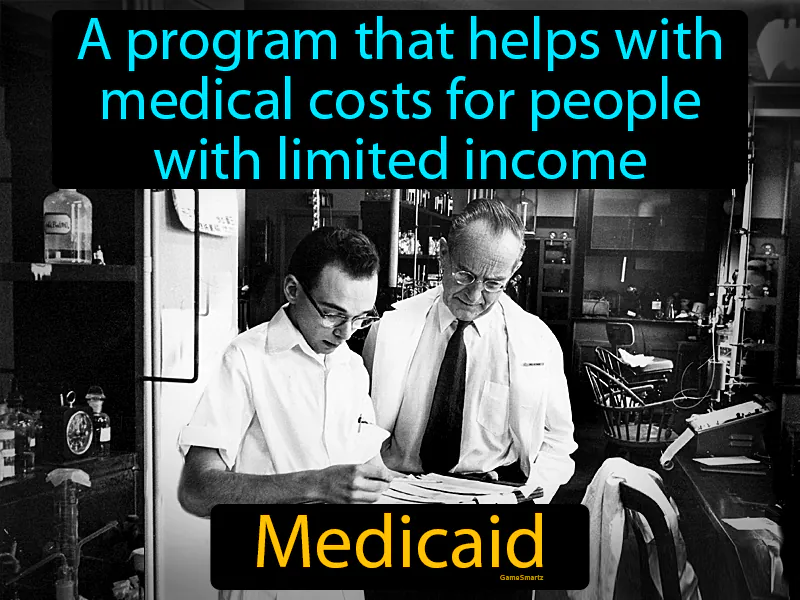 A program that helps with
medical costs for people
with limited income
Medicaid
GameSmartz